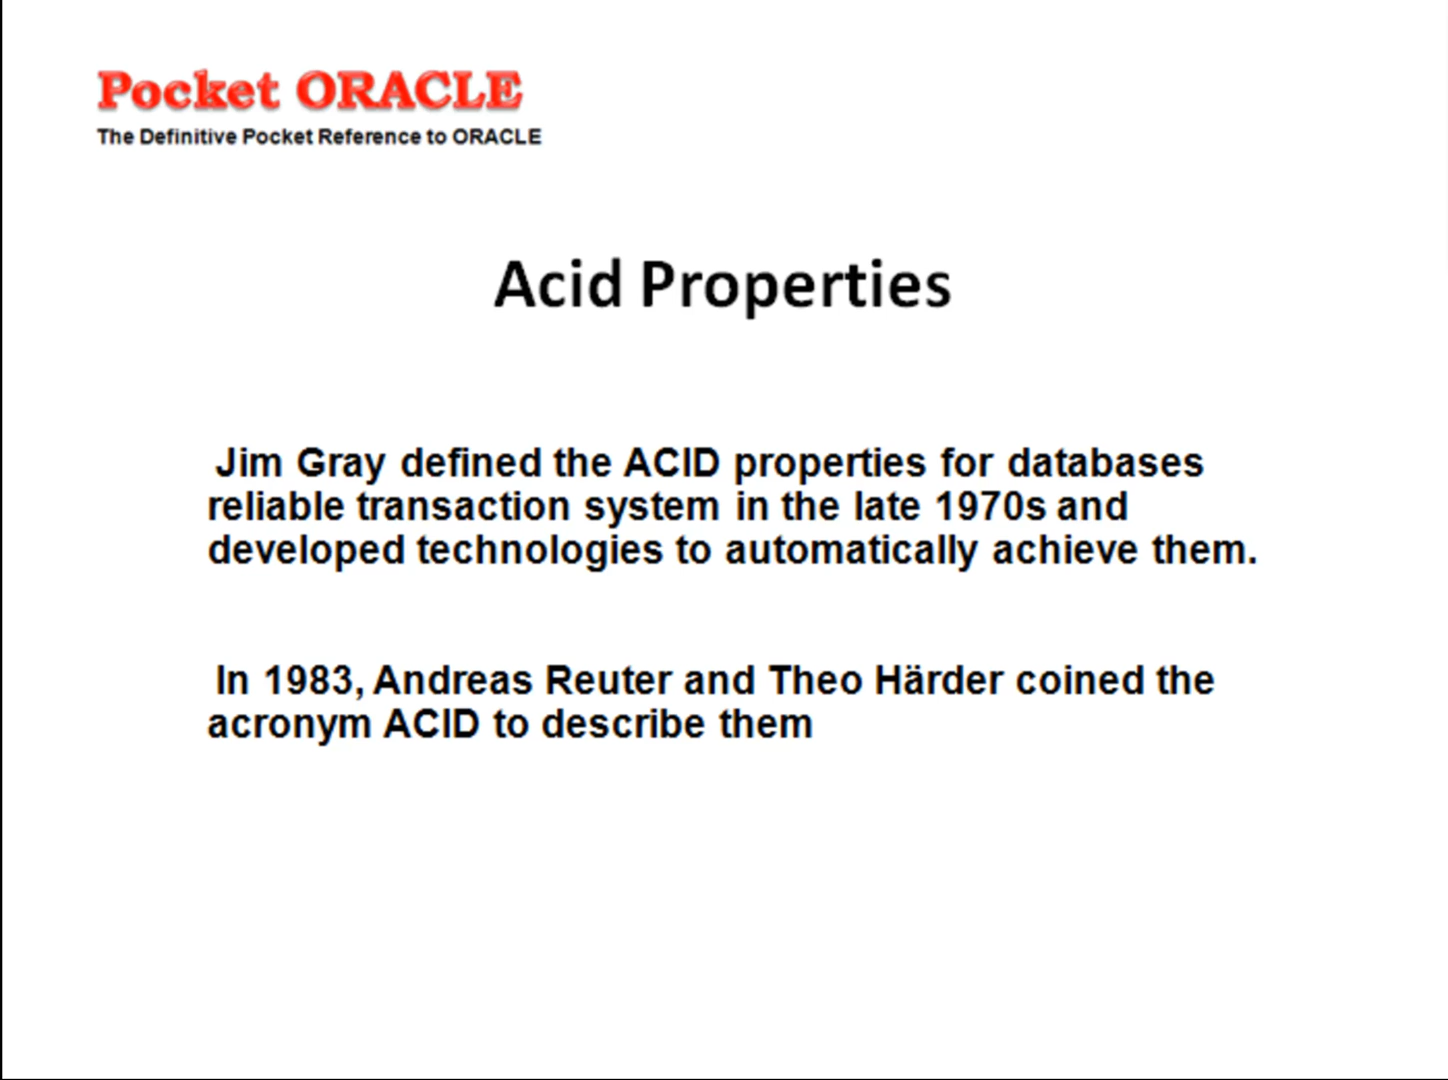 Pocket ORACLE
The Definitive Pocket Reference to ORACLE
Acid Properties
Jim Gray defined the ACID properties for databases
reliable transaction system in the late 1970s and
developed technologies to automatically achieve them.
In 1983, Andreas Reuter and Theo Härder coined the
acronym ACID to describe them